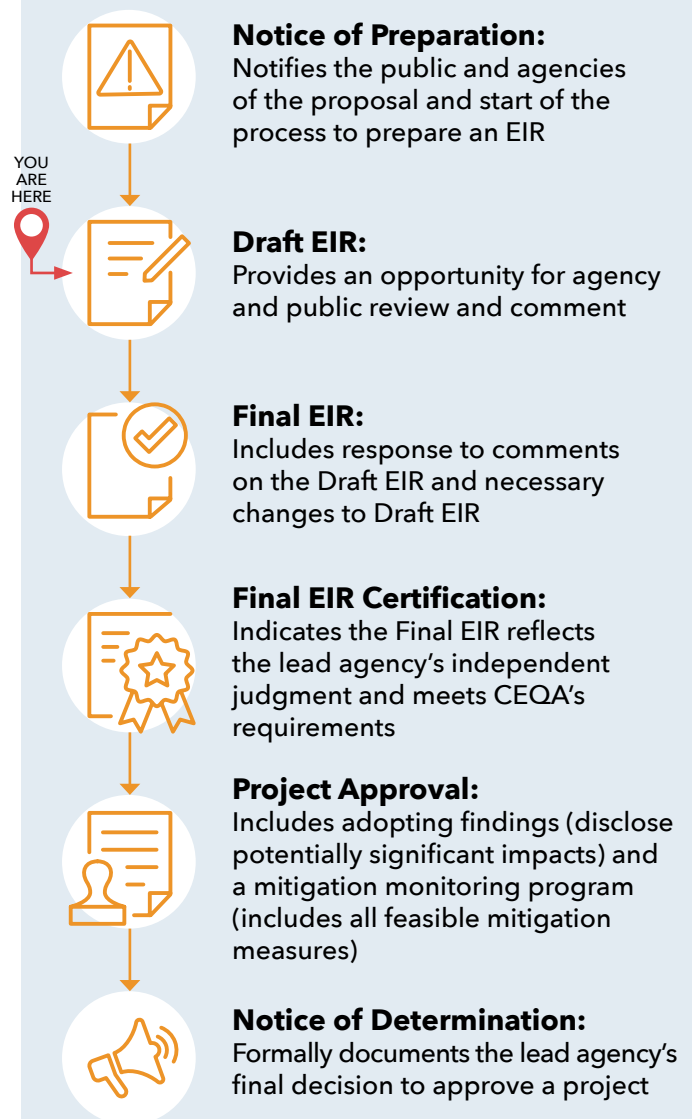 Notice of Preparation:
Notifies the public and agencies
of the proposal and start of the
process to prepare an EIR
YOU
ARE
HERE
Draft EIR:
Provides an opportunity for agency
and public review and comment
Final EIR:
Includes response to comments
on the Draft EIR and necessary
changes to Draft EIR
Final EIR Certification:
Indicates the Final EIR reflects
the lead agency’s independent
judgment and meets CEQA’s
requirements
Project Approval:
Includes adopting findings (disclose
potentially significant impacts) and
a mitigation monitoring program
(includes all feasible mitigation
measures)
Notice of Determination:
Formally documents the lead agency’s
final decision to approve a project